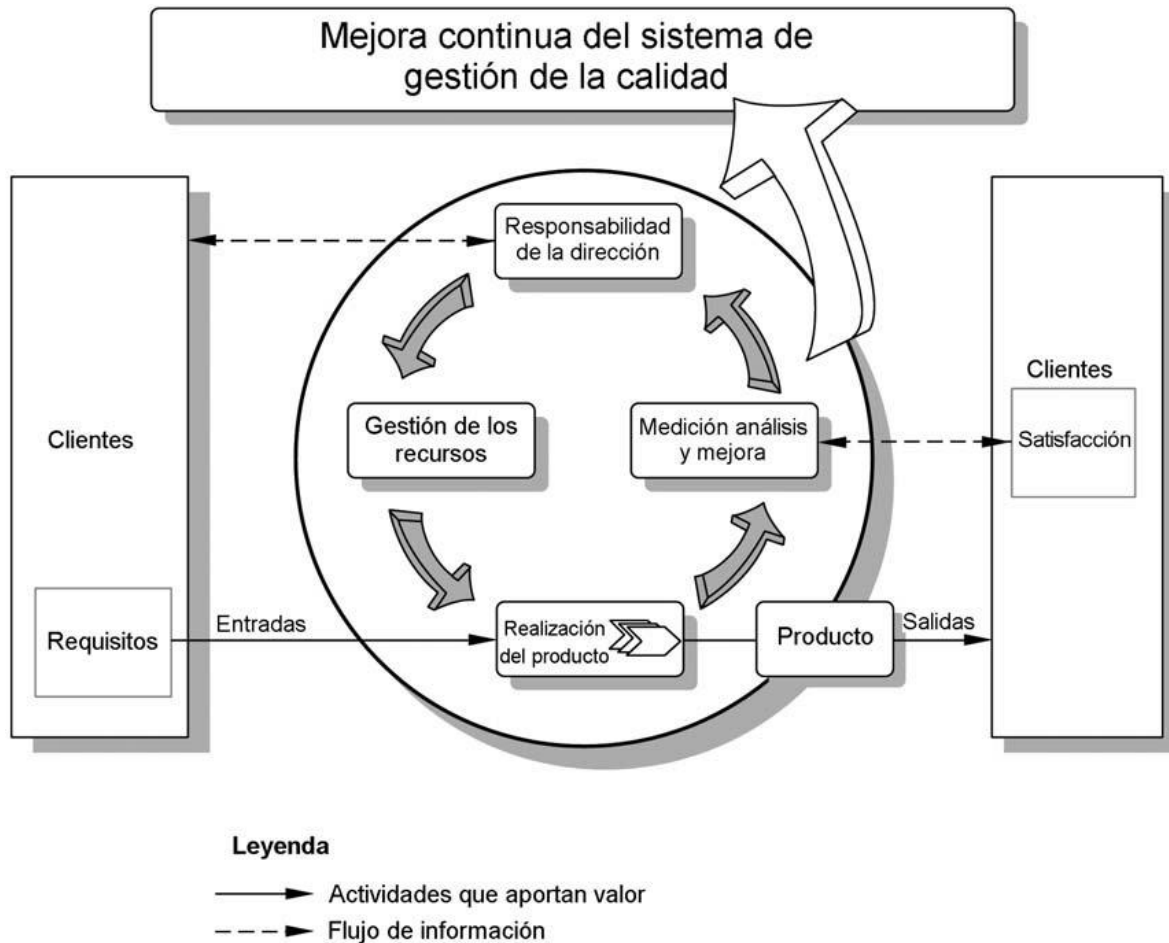 Mejora continua del sistema de
gestión de la calidad
Responsabilidad
de la dirección
Clientes
Gestión de los
recursos
Medición análisis
y mejora
Clientes
Satisfacción
Requisitos
Entradas
Realización
del producto
Producto
Salidas
Leyenda
Actividades que aportan valor
Flujo de información